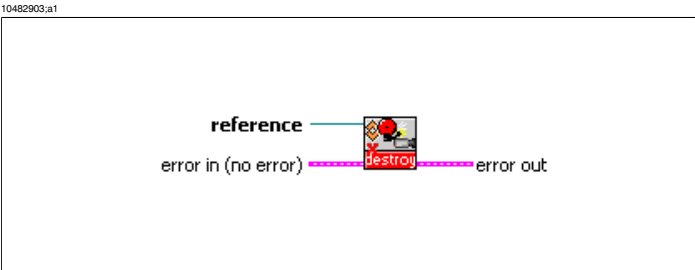 10482903;a1
reference
error in (no error)
destroy
error out